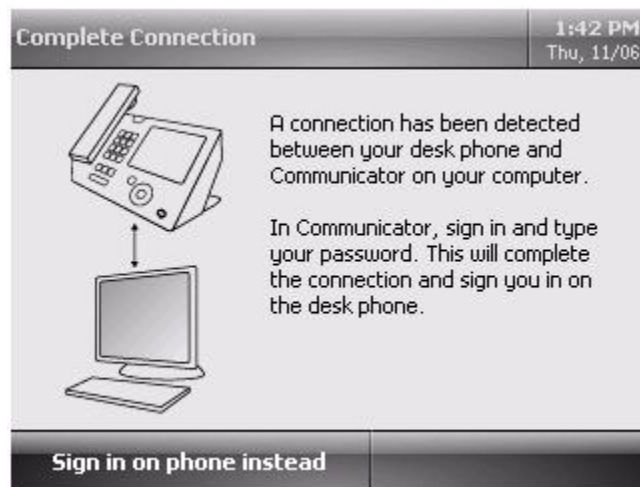 Complete Connection
1:42 PM
Thu, 11/06
A connection has been detected
between your desk phone and
Communicator on your computer.
In Communicator, sign in and type
your password. This will complete
the connection and sign you in on
the desk phone.
Sign in on phone instead